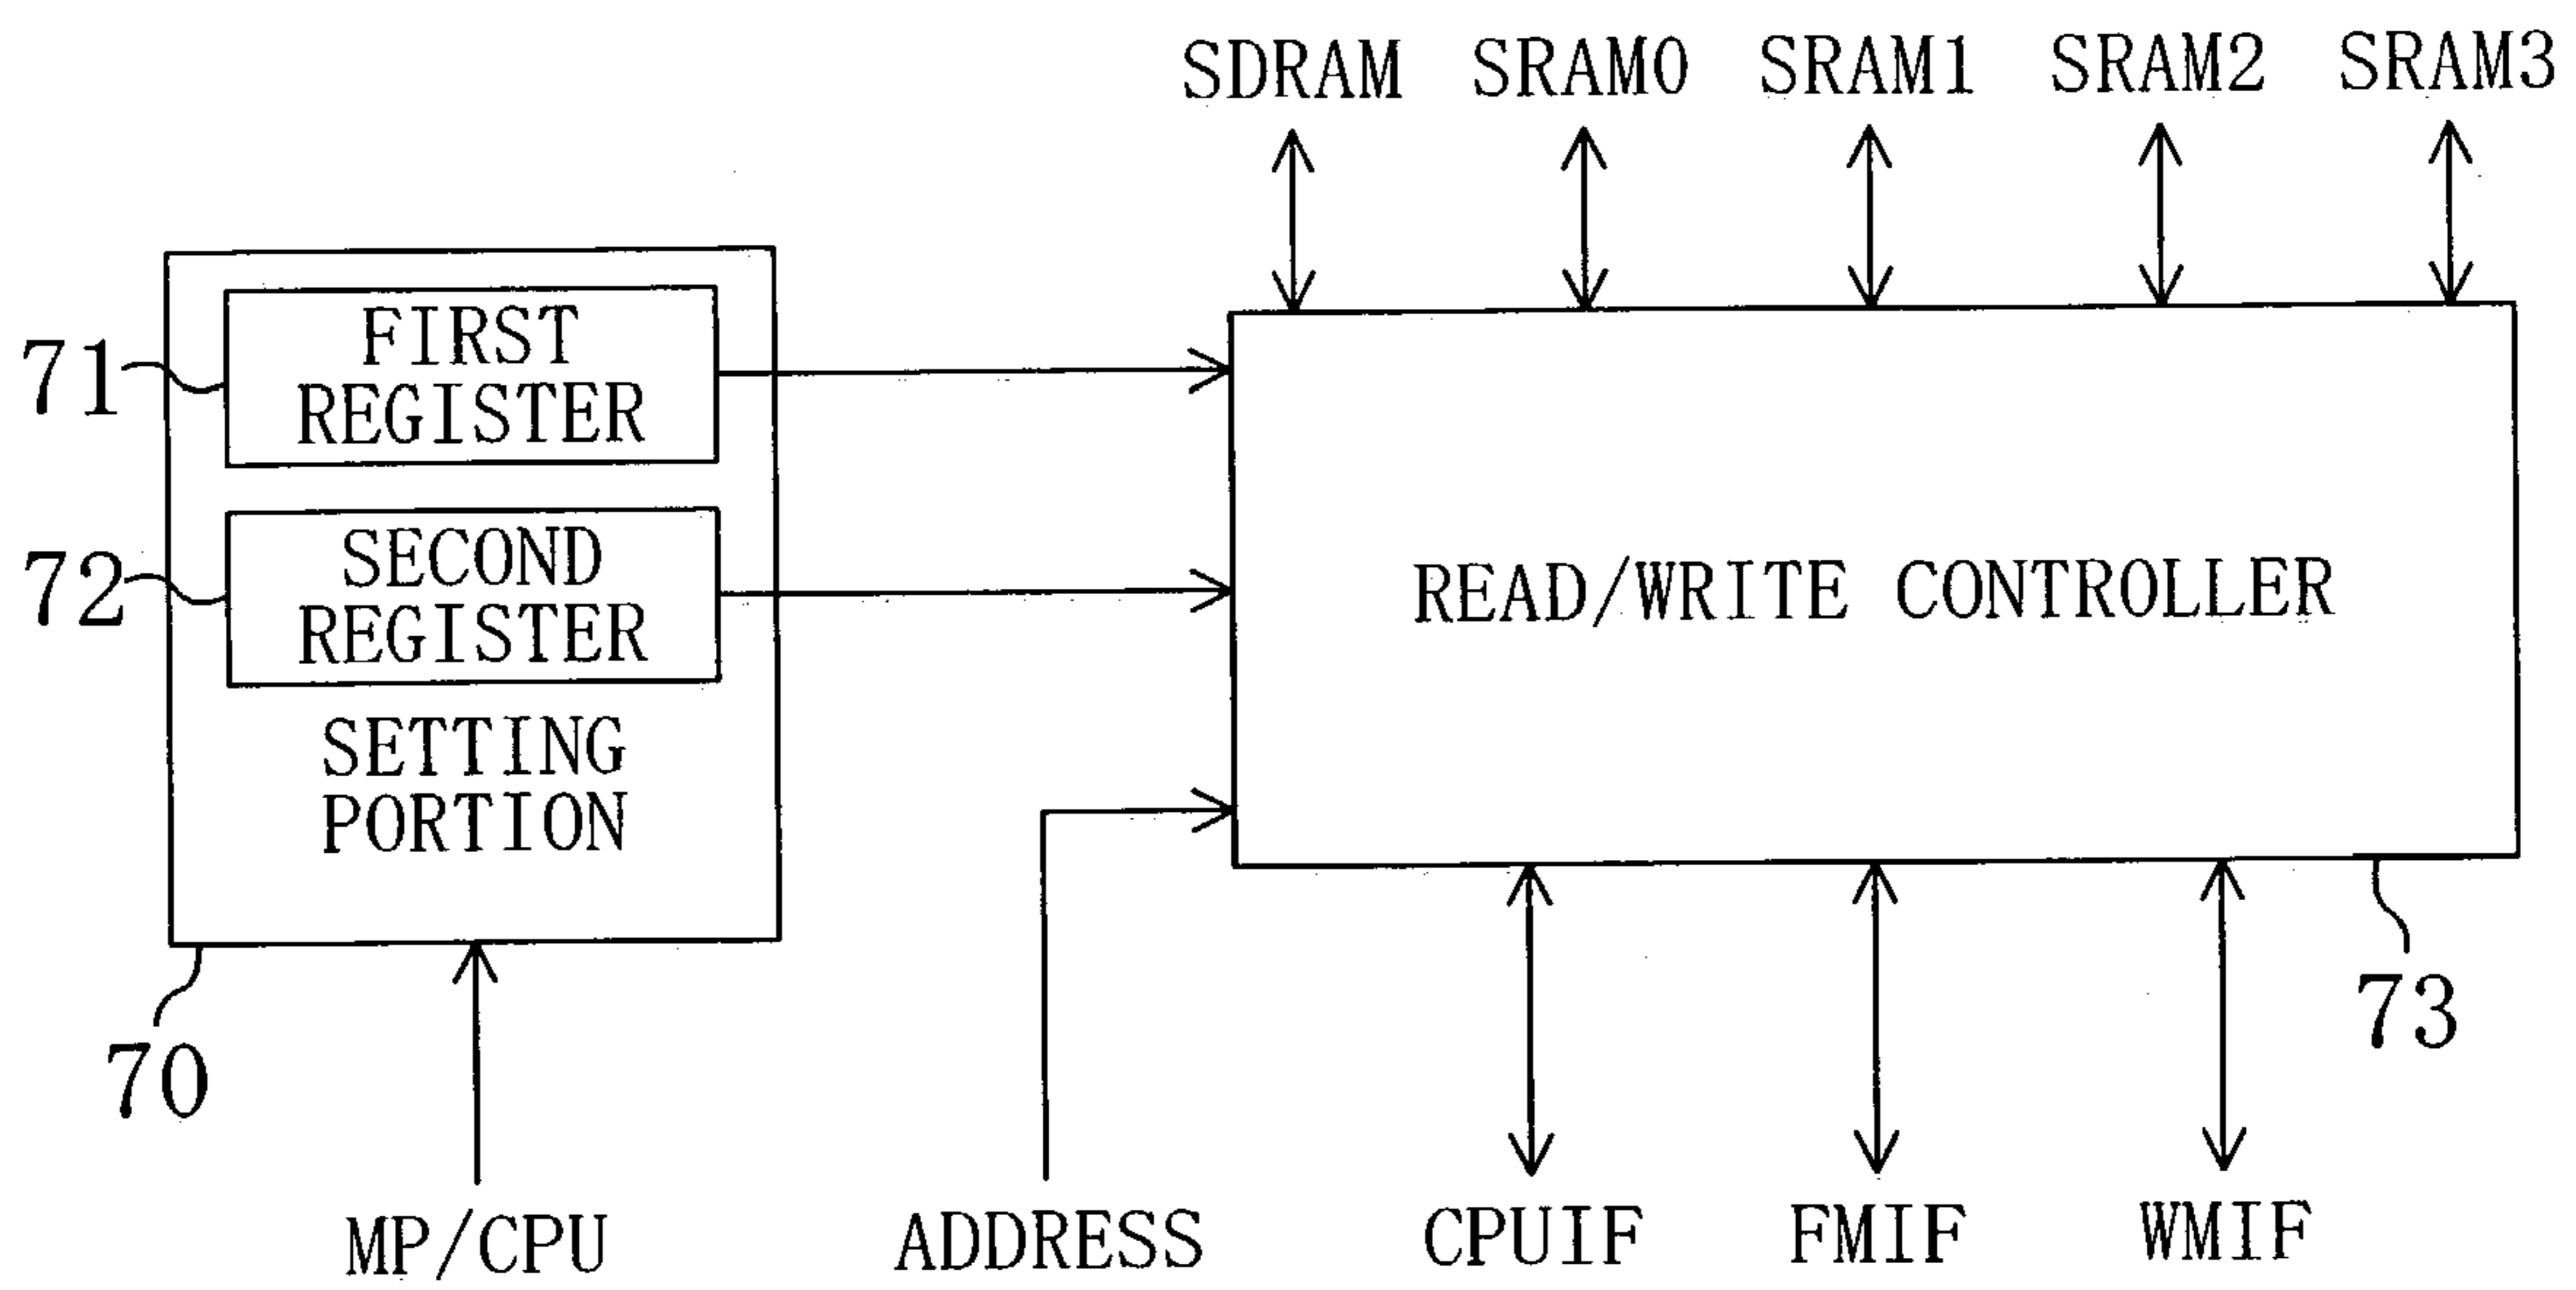 SDRAM SRAM0 SRAM1 SRAM2 SRAM3
71
FIRST
REGISTER
72
SECOND
REGISTER
SETTING
PORTION
READ/WRITE CONTROLLER
70
73
MP/CPU ADDRESS CPUIF FMIF WMIF